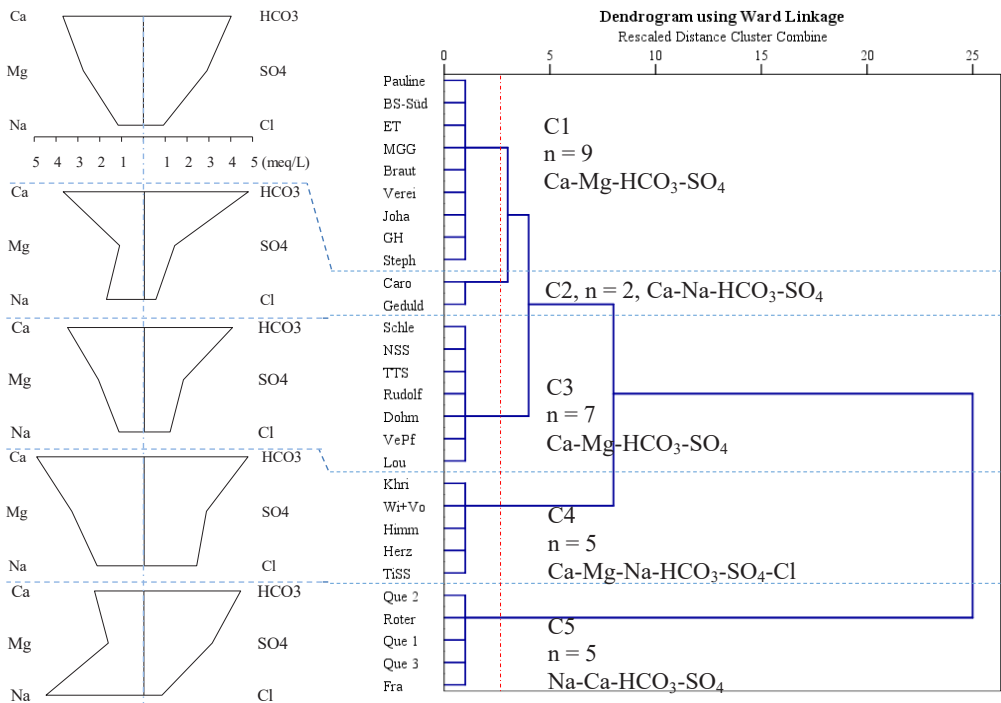 Ca HCO3
Mg SO4
Na Cl
5 4 3 2 1 1 2 3 4 5 (meq/L)
Ca HCO3
Mg SO4
Na Cl
Ca HCO3
Mg SO4
Na Cl
Ca HCO3
Mg SO4
Na Cl
Ca HCO3
Mg SO4
Na Cl
Dendrogram using Ward Linkage
Rescaled Distance Cluster Combine
0 5 10 15 20 25
Pauline
BS-Süd
ET
MGG
Braut
Verei
Joha
GH
Steph
Caro
Geduld
Schle
NSS
TTS
Rudolf
Dohm
VePf
Lou
Khri
Wi+Vo
Himm
Herz
TiSS
Que 2
Roter
Que 1
Que 3
Fra
C1
n = 9
Ca-Mg-HCO₃-SO₄
C2, n = 2, Ca-Na-HCO₃-SO₄
C3
n = 7
Ca-Mg-HCO₃-SO₄
C4
n = 5
Ca-Mg-Na-HCO₃-SO₄-Cl
C5
n = 5
Na-Ca-HCO₃-SO₄